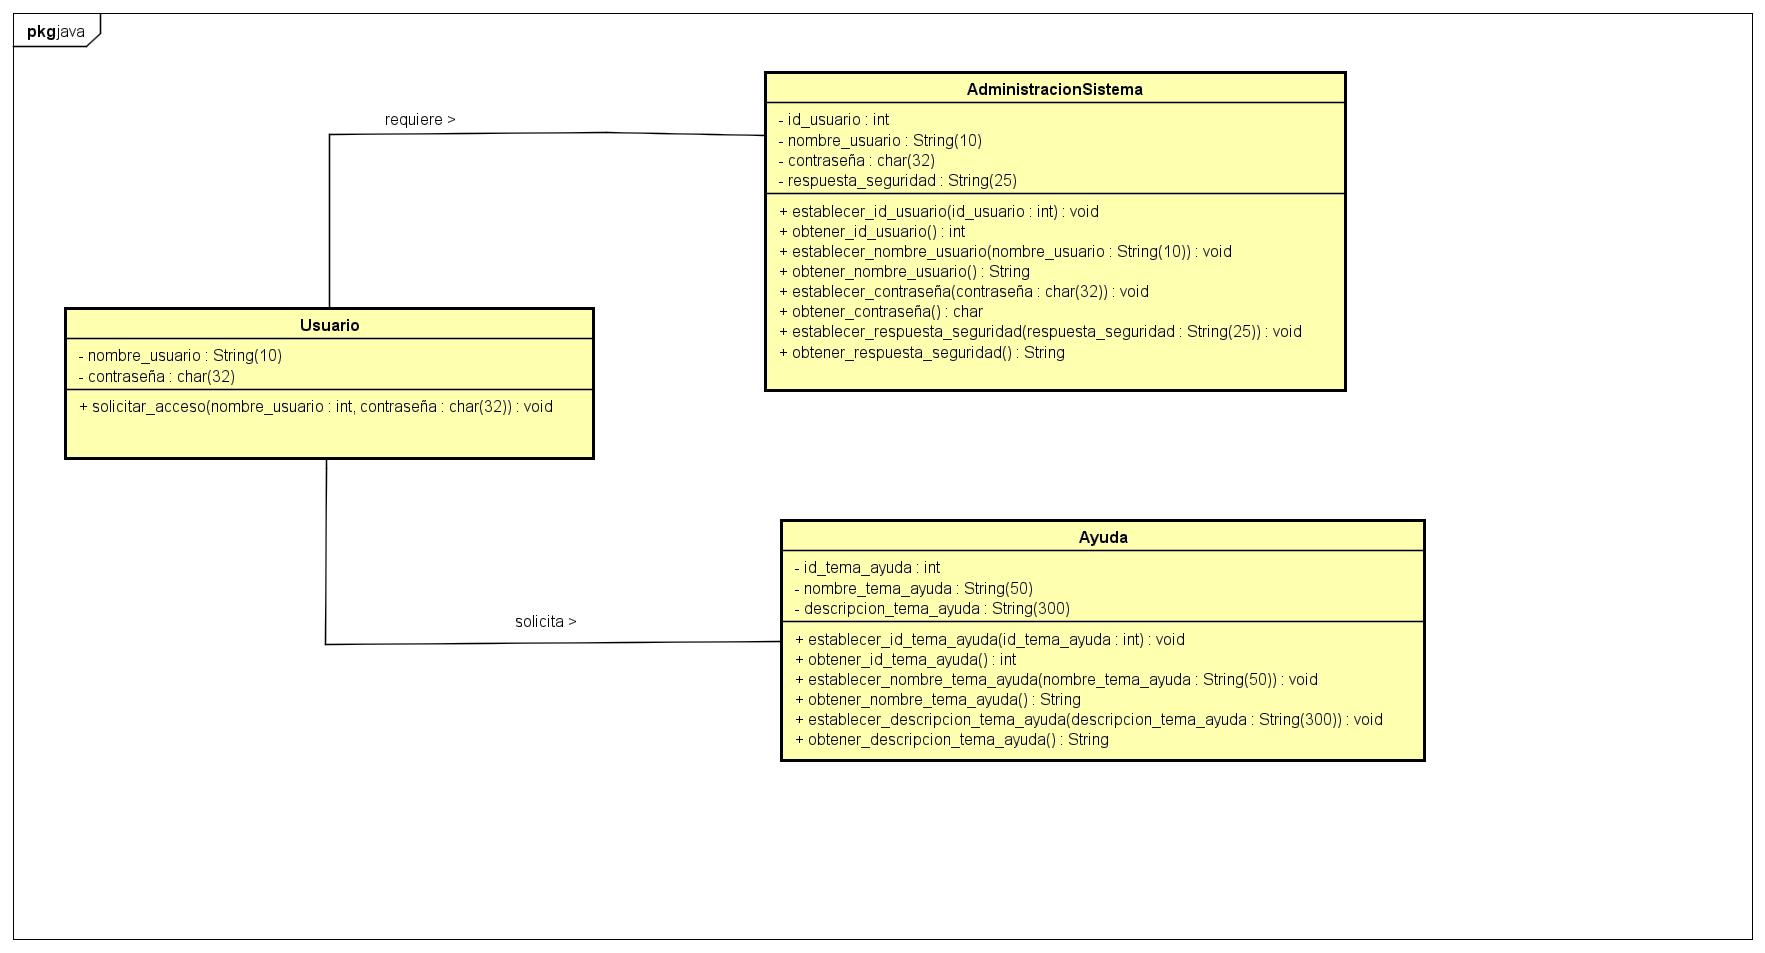 pkg java
requiere >
AdministracionSistema
- id_usuario : int
- nombre_usuario : String(10)
- contraseña : char(32)
- respuesta_seguridad : String(25)
+ establecer_id_usuario(id_usuario : int) : void
+ obtener_id_usuario() : int
+ establecer_nombre_usuario(nombre_usuario : String(10)) : void
+ obtener_nombre_usuario() : String
+ establecer_contraseña(contraseña : char(32)) : void
+ obtener_contraseña() : char
+ establecer_respuesta_seguridad(respuesta_seguridad : String(25)) : void
+ obtener_respuesta_seguridad() : String
Usuario
- nombre_usuario : String(10)
- contraseña : char(32)
+ solicitar_acceso(nombre_usuario : int, contraseña : char(32)) : void
solicita >
Ayuda
- id_tema_ayuda : int
- nombre_tema_ayuda : String(50)
- descripcion_tema_ayuda : String(300)
+ establecer_id_tema_ayuda(id_tema_ayuda : int) : void
+ obtener_id_tema_ayuda() : int
+ establecer_nombre_tema_ayuda(nombre_tema_ayuda : String(50)) : void
+ obtener_nombre_tema_ayuda() : String
+ establecer_descripcion_tema_ayuda(descripcion_tema_ayuda : String(300)) : void
+ obtener_descripcion_tema_ayuda() : String